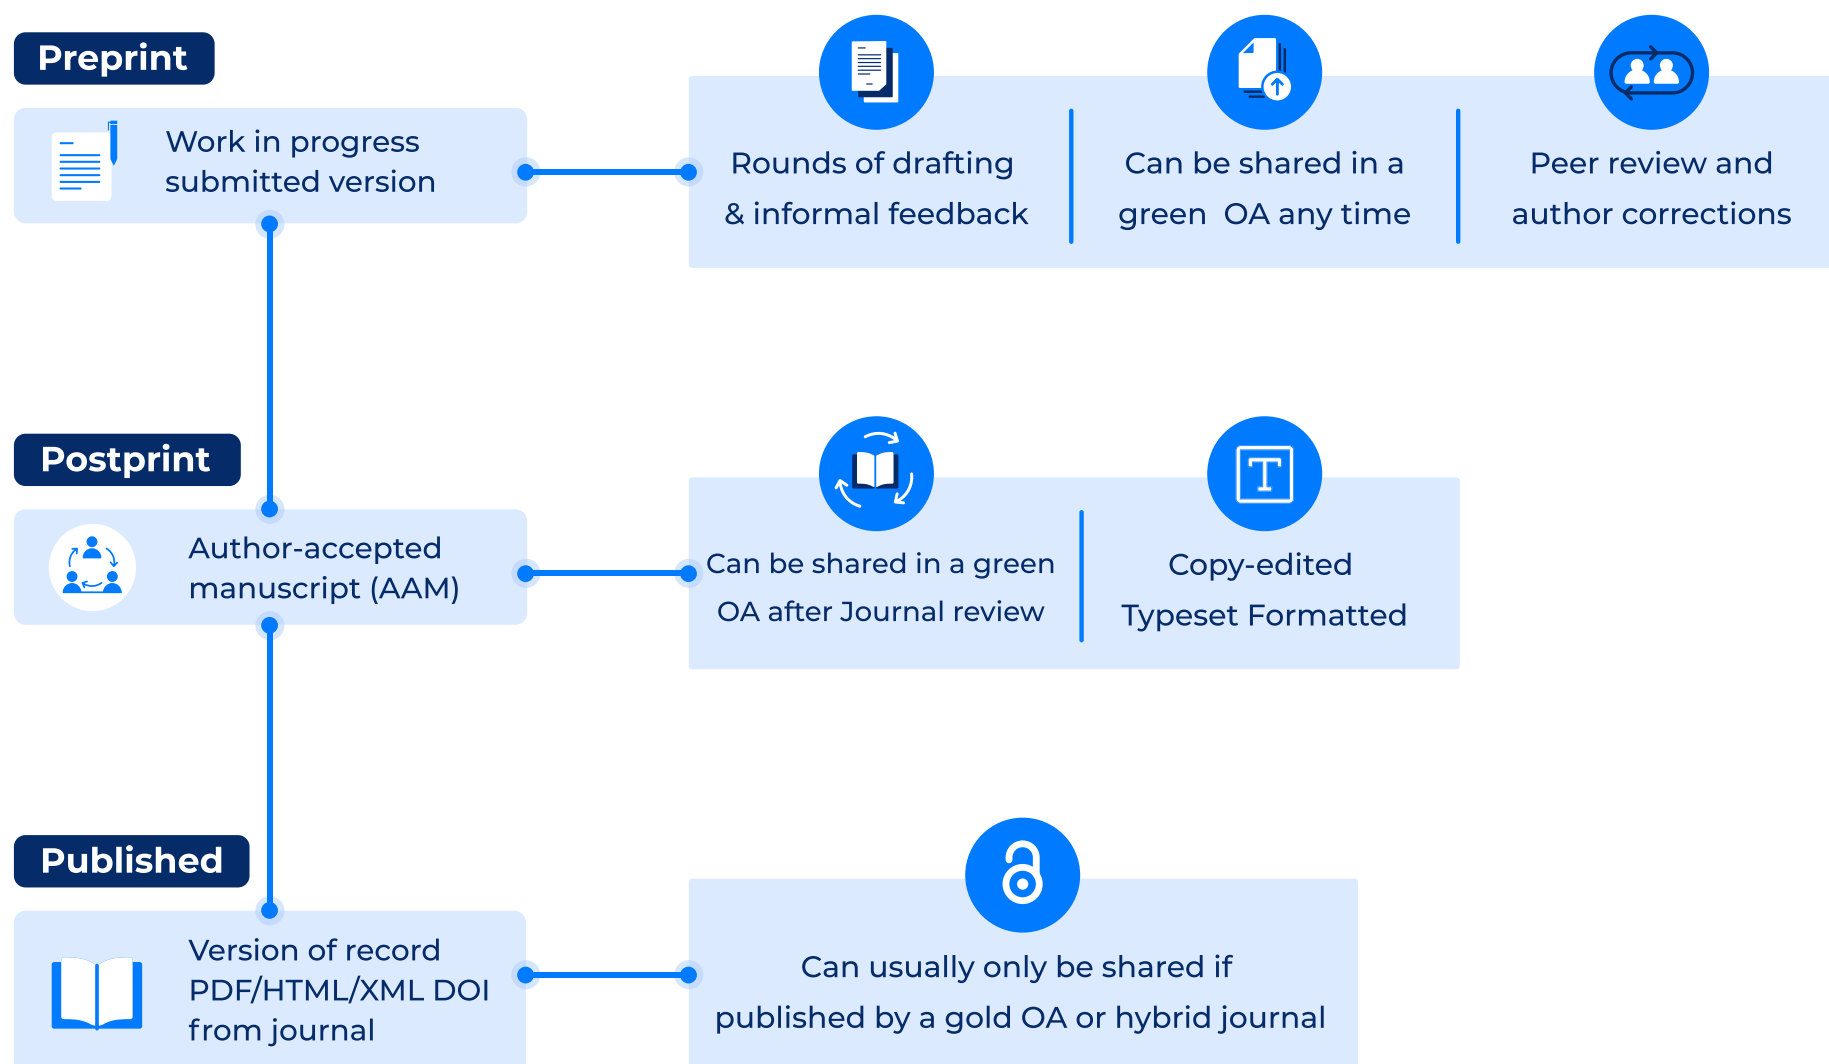 Preprint
Work in progress
submitted version
Rounds of drafting
& informal feedback
Can be shared in a
green OA any time
Peer review and
author corrections
Postprint
Author-accepted
manuscript (AAM)
Can be shared in a green
OA after Journal review
T
Copy-edited
Typeset Formatted
Published
Version of record
PDF/HTML/XML DOI
from journal
Can usually only be shared if
published by a gold OA or hybrid journal